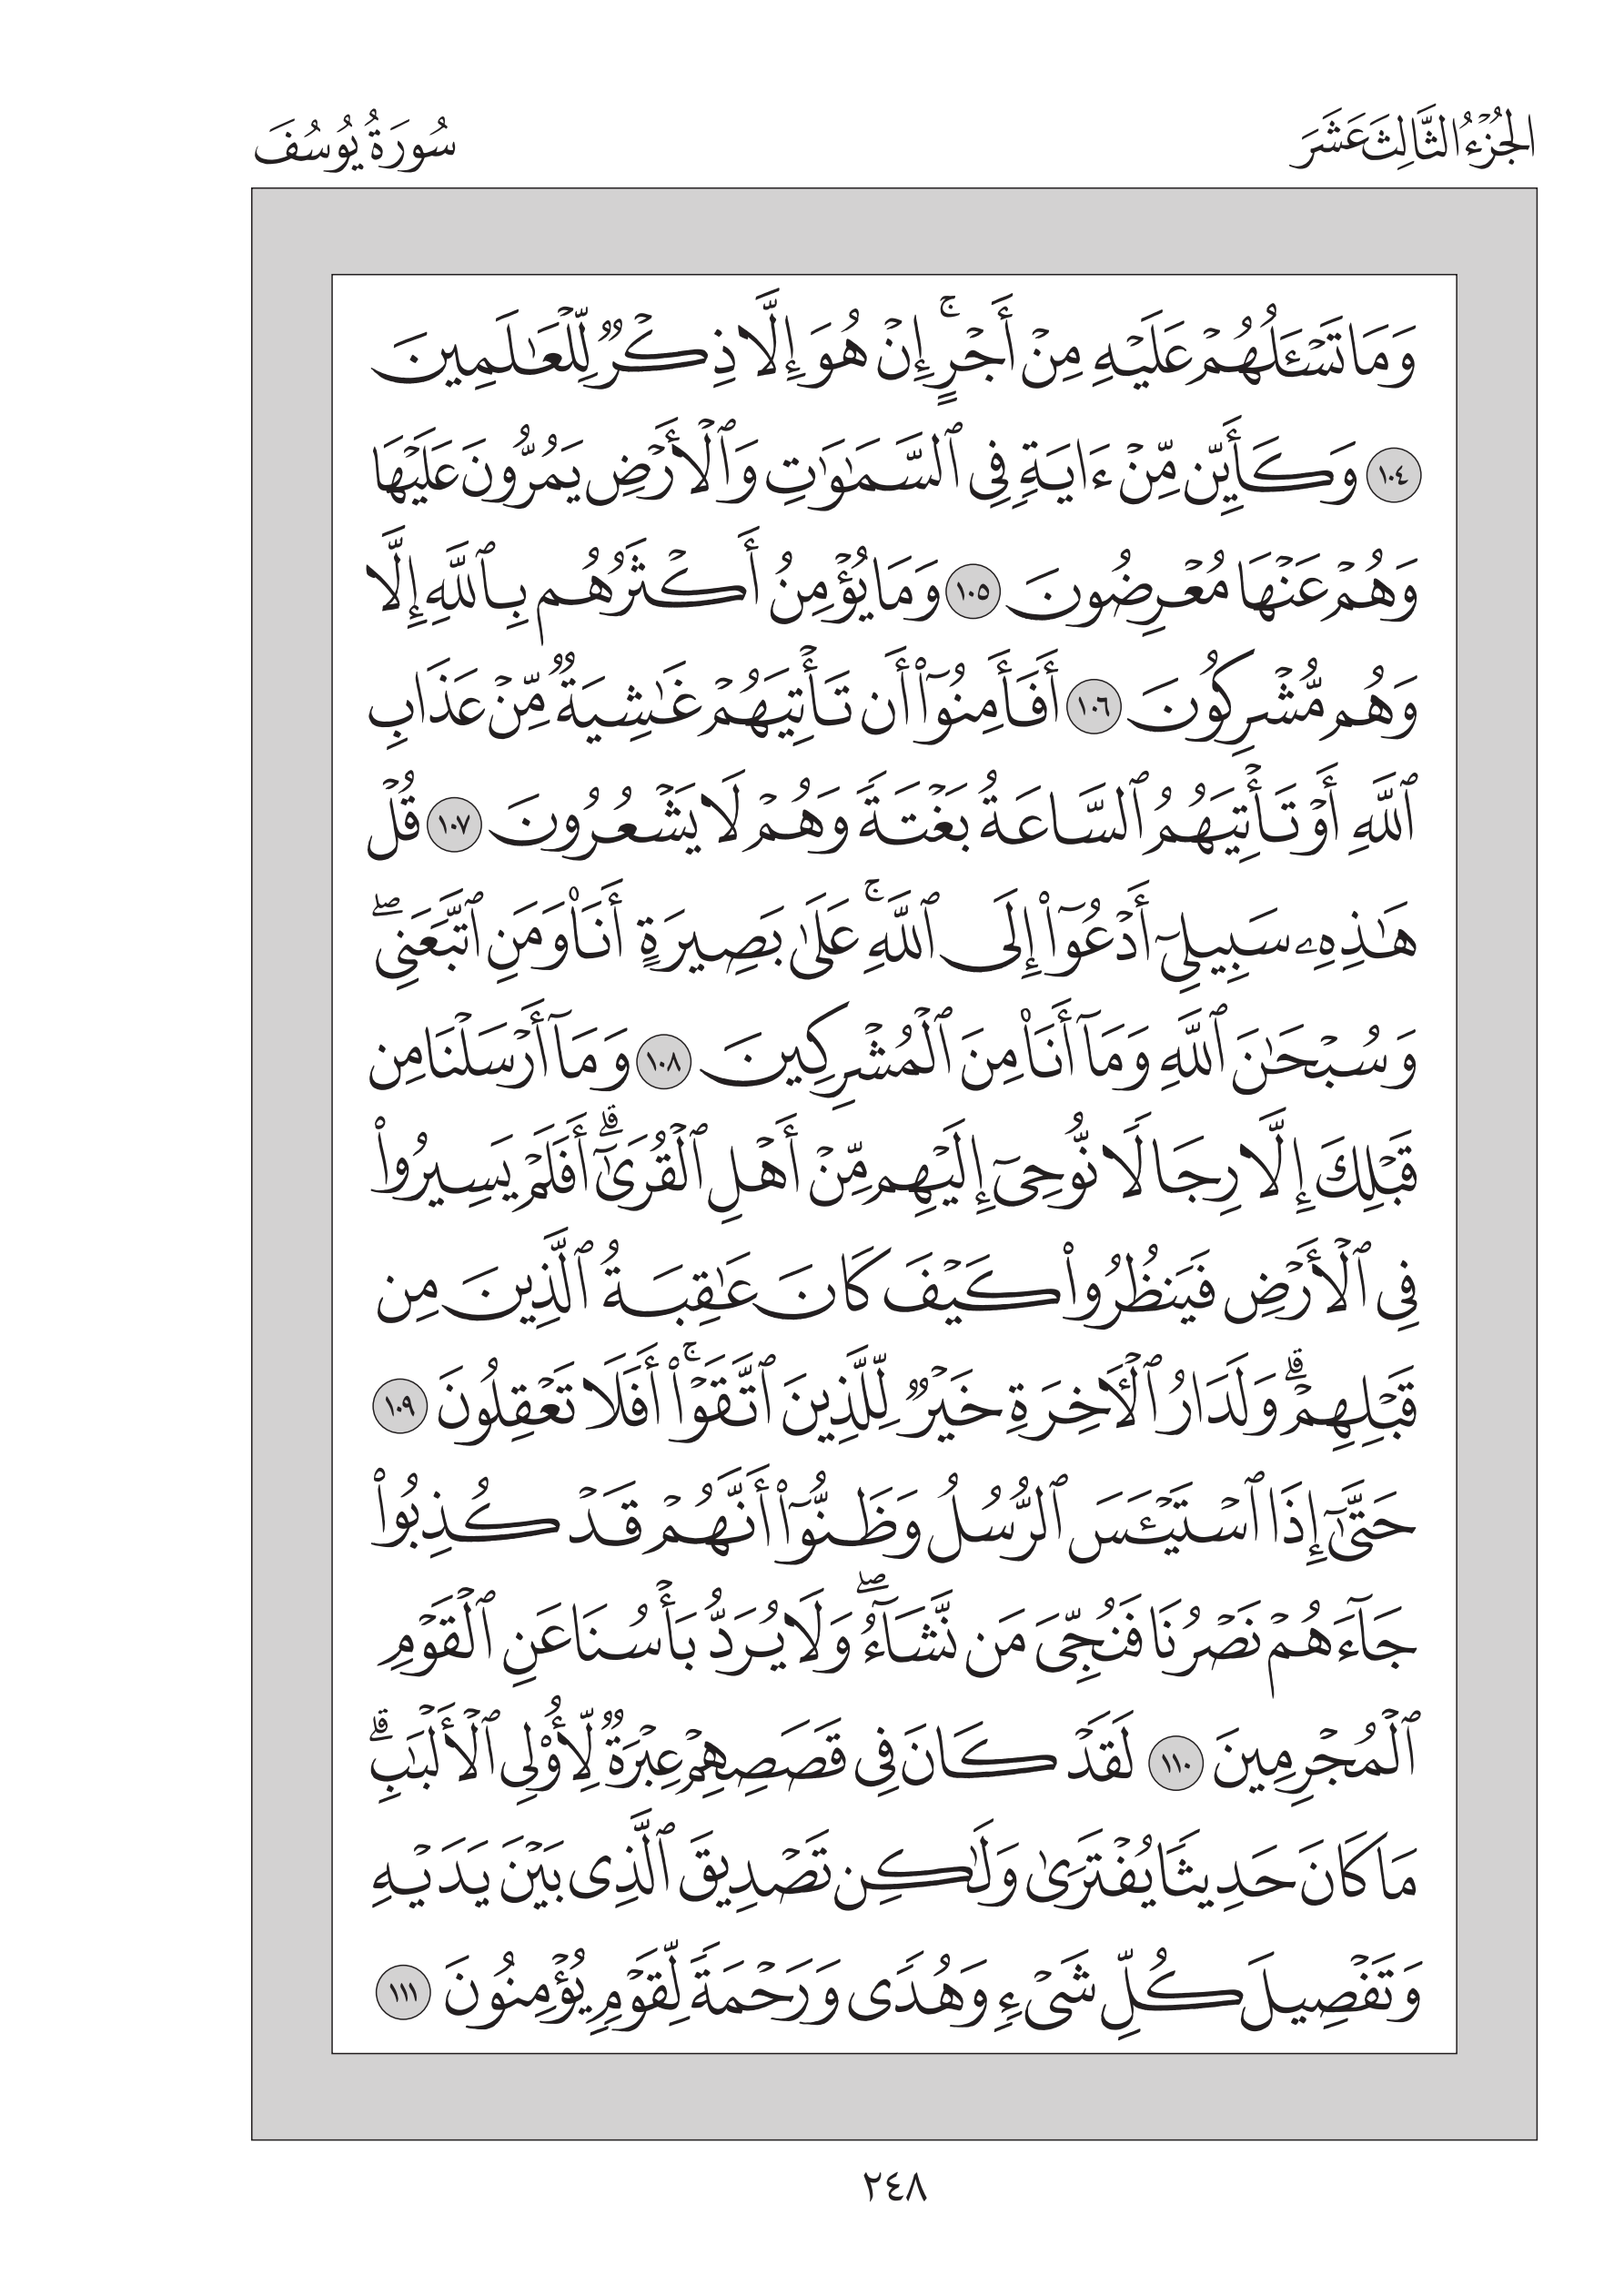 الجُزْءُ الثَّالِثَ عَشَرَ
سُورَةُ يُوسُفَ
وَمَا تَسْـَٔلُهُمْ عَلَيْهِ مِنْ أَجْرٍ ۚ إِنْ هُوَ إِلَّا ذِكْرٌ لِّلْعَـٰلَمِينَ
١٠٤ وَكَأَيِّن مِّنْ ءَايَةٍ فِى ٱلسَّمَـٰوَٰتِ وَٱلْأَرْضِ يَمُرُّونَ عَلَيْهَا
وَهُمْ عَنْهَا مُعْرِضُونَ ١٠٥ وَمَا يُؤْمِنُ أَكْثَرُهُم بِٱللَّهِ إِلَّا
وَهُم مُّشْرِكُونَ ١٠٦ أَفَأَمِنُوٓا۟ أَن تَأْتِيَهُمْ غَـٰشِيَةٌ مِّنْ عَذَابِ
ٱللَّهِ أَوْ تَأْتِيَهُمُ ٱلسَّاعَةُ بَغْتَةً وَهُمْ لَا يَشْعُرُونَ ١٠٧ قُلْ
هَـٰذِهِۦ سَبِيلِىٓ أَدْعُوٓا۟ إِلَى ٱللَّهِ ۚ عَلَىٰ بَصِيرَةٍ أَنَا۠ وَمَنِ ٱتَّبَعَنِى ۖ
وَسُبْحَـٰنَ ٱللَّهِ وَمَآ أَنَا۠ مِنَ ٱلْمُشْرِكِينَ ١٠٨ وَمَآ أَرْسَلْنَا مِن
قَبْلِكَ إِلَّا رِجَالًا نُّوحِىٓ إِلَيْهِم مِّنْ أَهْلِ ٱلْقُرَىٰٓ ۗ أَفَلَمْ يَسِيرُوا۟
فِى ٱلْأَرْضِ فَيَنظُرُوا۟ كَيْفَ كَانَ عَـٰقِبَةُ ٱلَّذِينَ مِن
قَبْلِهِمْ ۗ وَلَدَارُ ٱلْـَٔاخِرَةِ خَيْرٌ لِّلَّذِينَ ٱتَّقَوْا۟ ۚ أَفَلَا تَعْقِلُونَ ١٠٩
حَتَّىٰٓ إِذَا ٱسْتَيْـَٔسَ ٱلرُّسُلُ وَظَنُّوٓا۟ أَنَّهُمْ قَدْ كُذِبُوا۟
جَآءَهُمْ نَصْرُنَا فَنُجِّىَ مَن نَّشَآءُ ۖ وَلَا يُرَدُّ بَأْسُنَا عَنِ ٱلْقَوْمِ
ٱلْمُجْرِمِينَ ١١٠ لَقَدْ كَانَ فِى قَصَصِهِمْ عِبْرَةٌ لِّأُو۟لِى ٱلْأَلْبَـٰبِ ۗ
مَا كَانَ حَدِيثًا يُفْتَرَىٰ وَلَـٰكِن تَصْدِيقَ ٱلَّذِى بَيْنَ يَدَيْهِ
وَتَفْصِيلَ كُلِّ شَىْءٍ وَهُدًى وَرَحْمَةً لِّقَوْمٍ يُؤْمِنُونَ ١١١
٢٤٨